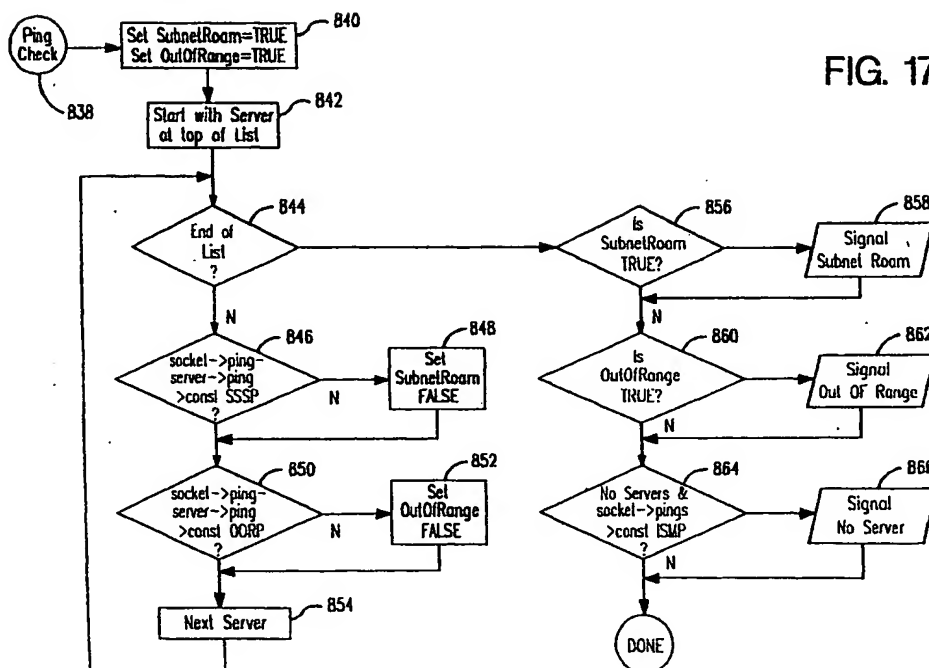 Ping
Check
838
Set SubnetRoam=TRUE
Set OutOfRange=TRUE
840
FIG. 17
Start with Server
at top of List
842
End of
List
?
844
N
socket->ping-
server->ping
>const SSSP
?
846
N
Set
SubnetRoam
FALSE
848
socket->ping-
server->ping
>const OORP
?
850
N
Set
OutOfRange
FALSE
852
Next Server
854
Is
SubnetRoam
TRUE?
856
N
Signal
Subnet Roam
858
Is
OutOfRange
TRUE?
860
N
Signal
Out OF Range
862
No Servers &
socket->pings
>const ISMP
?
864
N
Signal
No Server
DONE